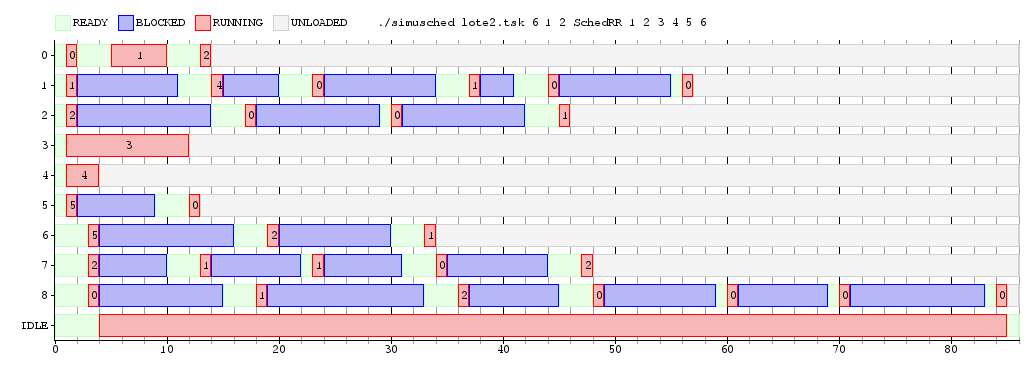 READY BLOCKED RUNNING UNLOADED ./simusched lote2.tsk 6 1 2 SchedRR 1 2 3 4 5 6
0 0 1 2
1 1 4 0 1 0 0
2 2 0 0 1
3 3
4 4
5 5 0
6 5 2 1
7 2 1 1 0 2
8 0 1 2 0 0 0 0
IDLE
0 10 20 30 40 50 60 70 80